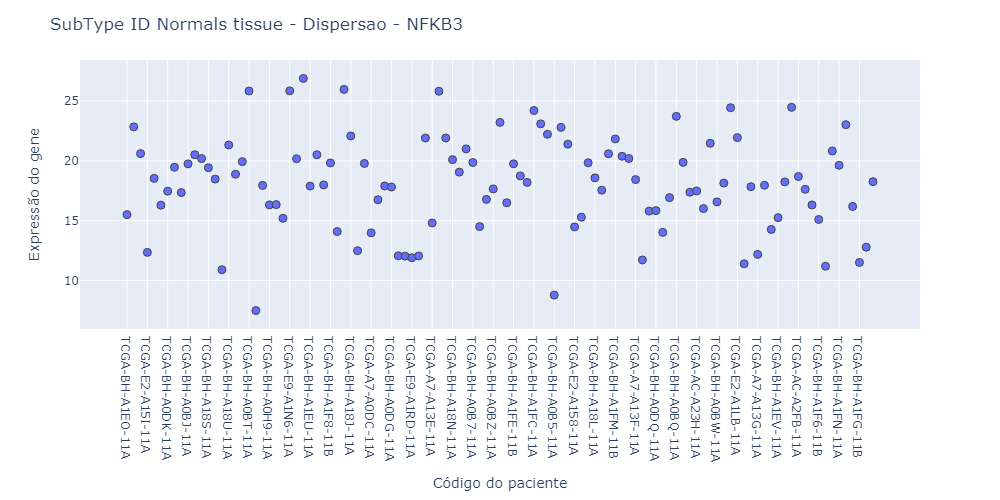 SubType ID Normals tissue - Dispersao - NFKB3
Expressão do gene
25
20
15
10
TCGA-BH-A1EO-11A
TCGA-E2-A15I-11A
TCGA-BH-A0DK-11A
TCGA-BH-A0BJ-11A
TCGA-BH-A18S-11A
TCGA-BH-A18U-11A
TCGA-BH-A0BT-11A
TCGA-BH-A0H9-11A
TCGA-E9-A1N6-11A
TCGA-BH-A1EU-11A
TCGA-BH-A1F8-11B
TCGA-BH-A18J-11A
TCGA-A7-A0DC-11A
TCGA-BH-A0DG-11A
TCGA-E9-A1RD-11A
TCGA-A7-A13E-11A
TCGA-BH-A18N-11A
TCGA-BH-A0B7-11A
TCGA-BH-A0BZ-11A
TCGA-BH-A1FE-11B
TCGA-BH-A1FC-11A
TCGA-BH-A0B5-11A
TCGA-E2-A158-11A
TCGA-BH-A18L-11A
TCGA-BH-A1FM-11B
TCGA-A7-A13F-11A
TCGA-BH-A0DQ-11A
TCGA-BH-A0BQ-11A
TCGA-AC-A23H-11A
TCGA-BH-A0BW-11A
TCGA-E2-A1LB-11A
TCGA-A7-A13G-11A
TCGA-BH-A1EV-11A
TCGA-AC-A2FB-11A
TCGA-BH-A1F6-11B
TCGA-BH-A1FN-11A
TCGA-BH-A1FG-11B
Código do paciente